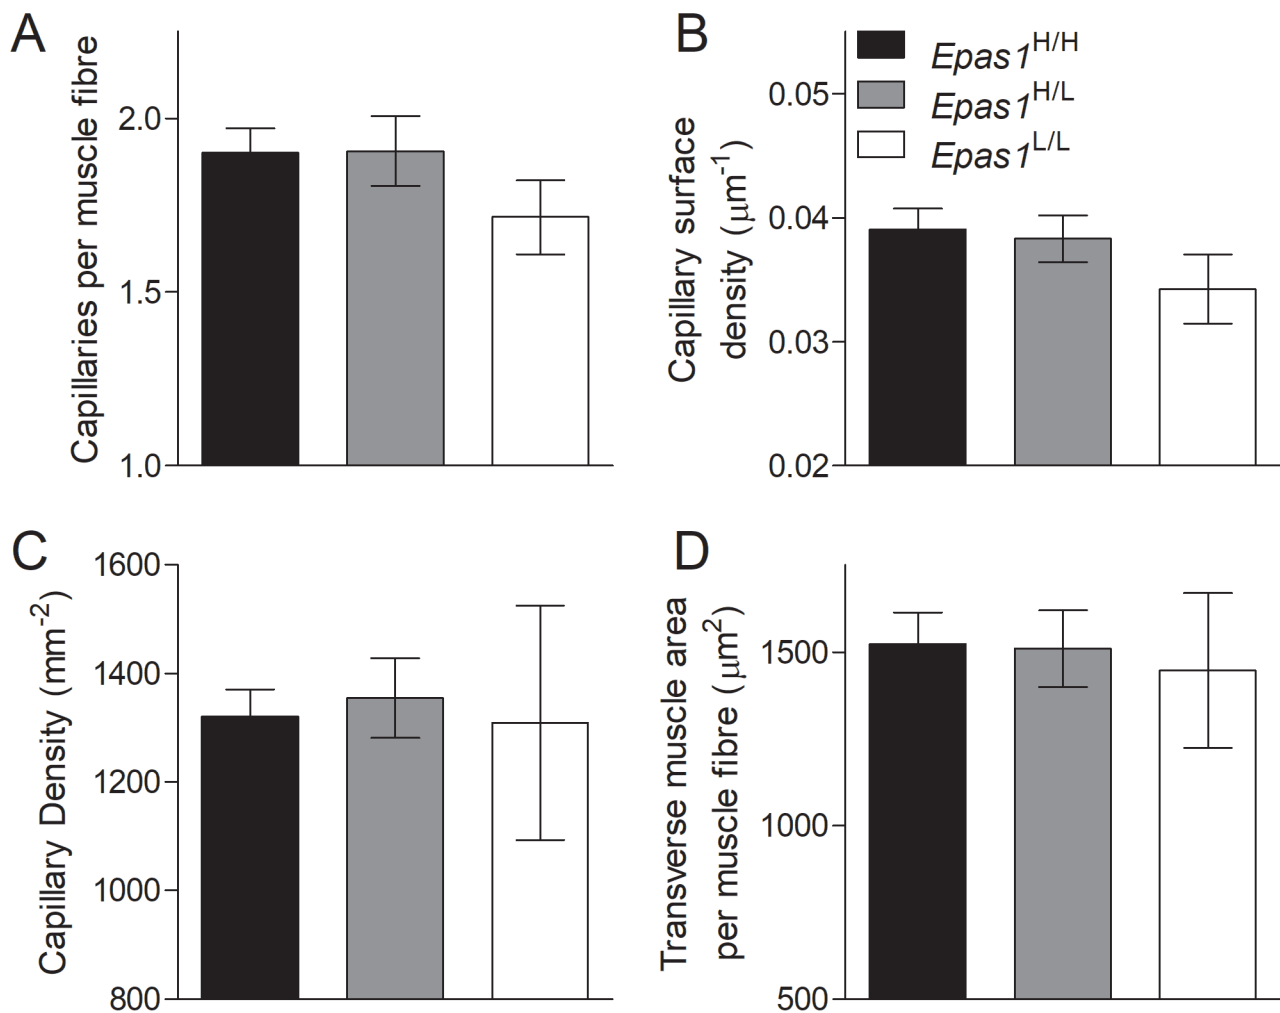 A
Capillaries per muscle fibre
2.0
1.5
1.0
B
Capillary surface
density (μm⁻¹)
0.05
0.04
0.03
0.02
Epas1ᴴ/ᴴ
Epas1ᴴ/ᴸ
Epas1ᴸ/ᴸ
C
Capillary Density (mm⁻²)
1600
1400
1200
1000
800
D
Transverse muscle area
per muscle fibre (μm²)
1500
1000
500